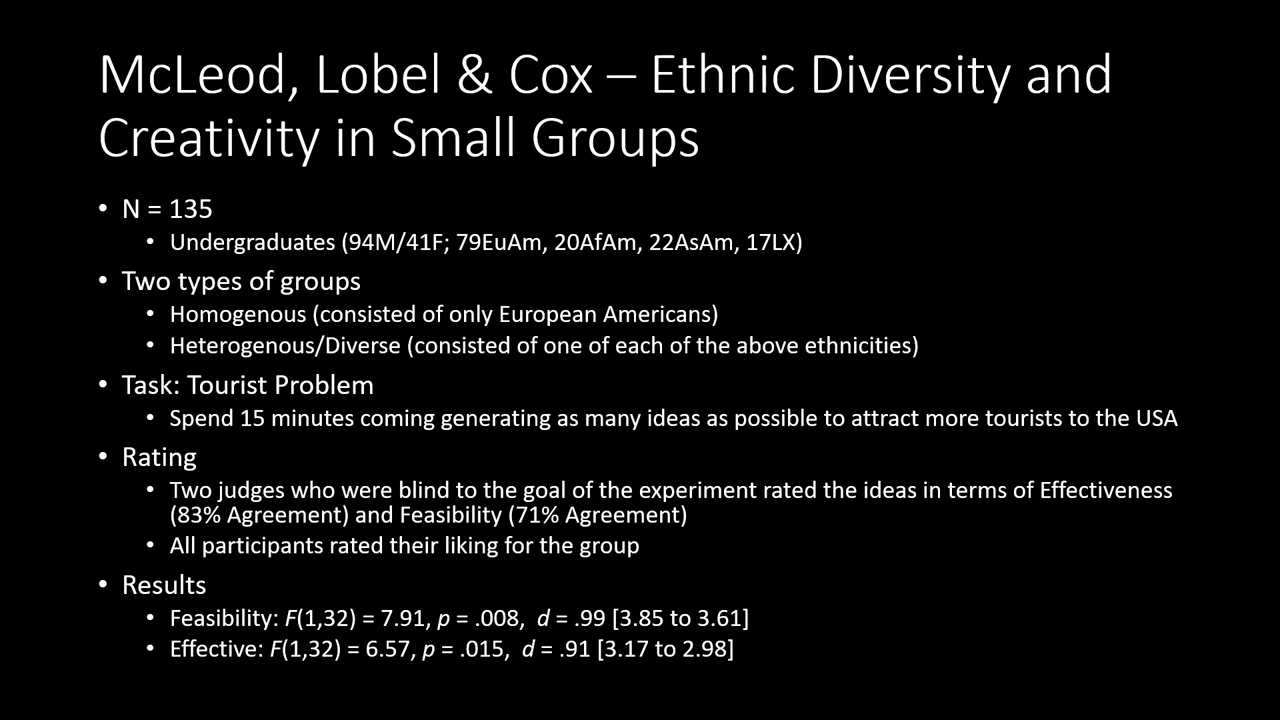 McLeod, Lobel & Cox – Ethnic Diversity and
Creativity in Small Groups
• N = 135
• Undergraduates (94M/41F; 79EuAm, 20AfAm, 22AsAm, 17LX)
• Two types of groups
• Homogenous (consisted of only European Americans)
• Heterogenous/Diverse (consisted of one of each of the above ethnicities)
• Task: Tourist Problem
• Spend 15 minutes coming generating as many ideas as possible to attract more tourists to the USA
• Rating
• Two judges who were blind to the goal of the experiment rated the ideas in terms of Effectiveness
(83% Agreement) and Feasibility (71% Agreement)
• All participants rated their liking for the group
• Results
• Feasibility: F(1,32) = 7.91, p = .008, d = .99 [3.85 to 3.61]
• Effective: F(1,32) = 6.57, p = .015, d = .91 [3.17 to 2.98]